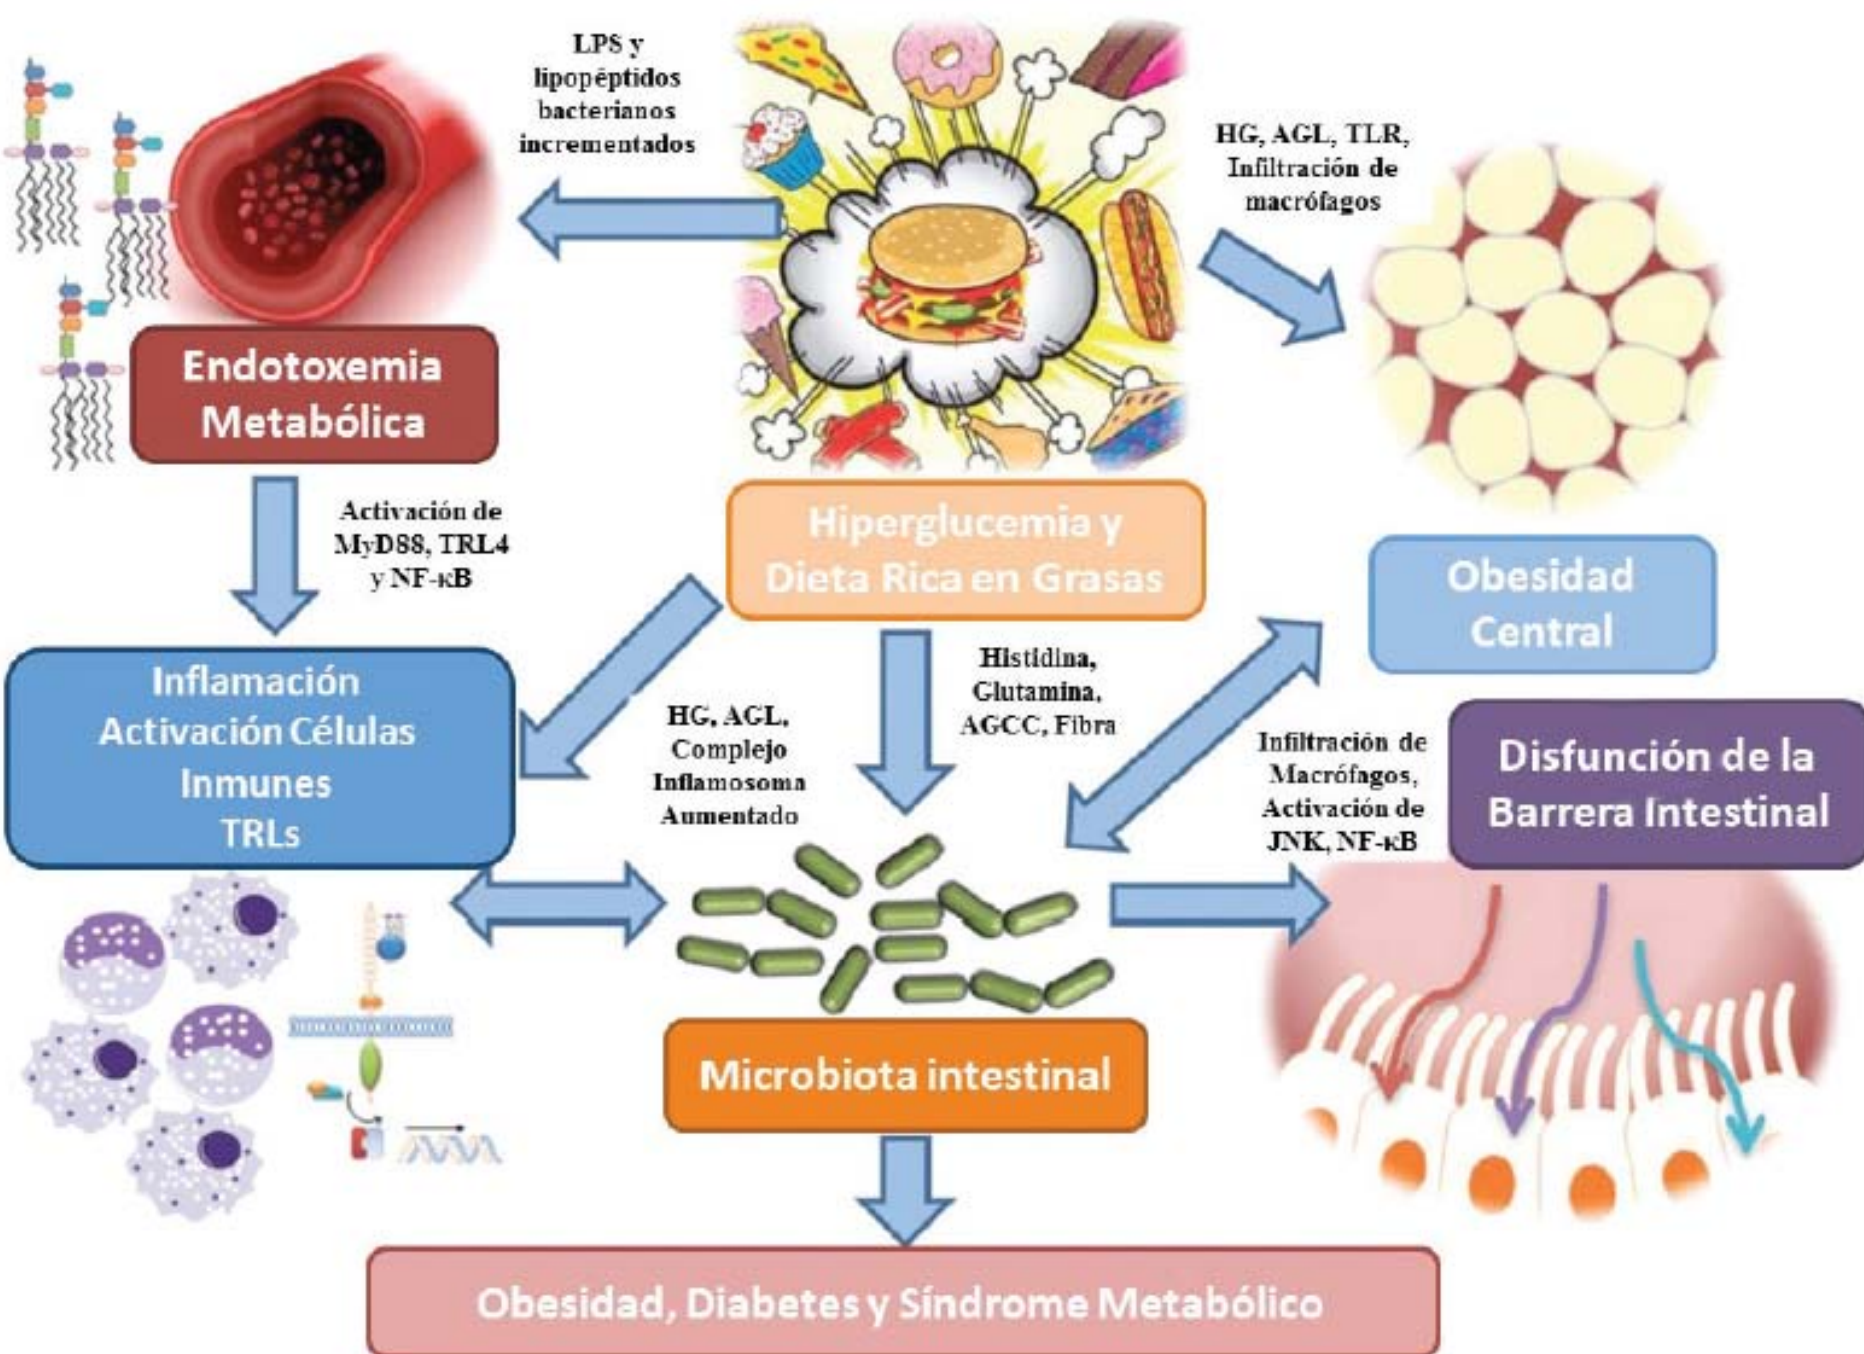 LPS y
lipopéptidos
bacterianos
incrementados
HG, AGL, TLR,
Infiltración de
macrófagos
Endotoxemia
Metabólica
Activación de
MyD88, TRL4
y NF-κB
Hiperglucemia y
Dieta Rica en Grasas
Obesidad
Central
Inflamación
Activación Células
Inmunes
TRLs
HG, AGL,
Complejo
Inflamosoma
Aumentado
Histidina,
Glutamina,
AGCC, Fibra
Infiltración de
Macrófagos,
Activación de
JNK, NF-κB
Disfunción de la
Barrera Intestinal
Microbiota intestinal
Obesidad, Diabetes y Síndrome Metabólico